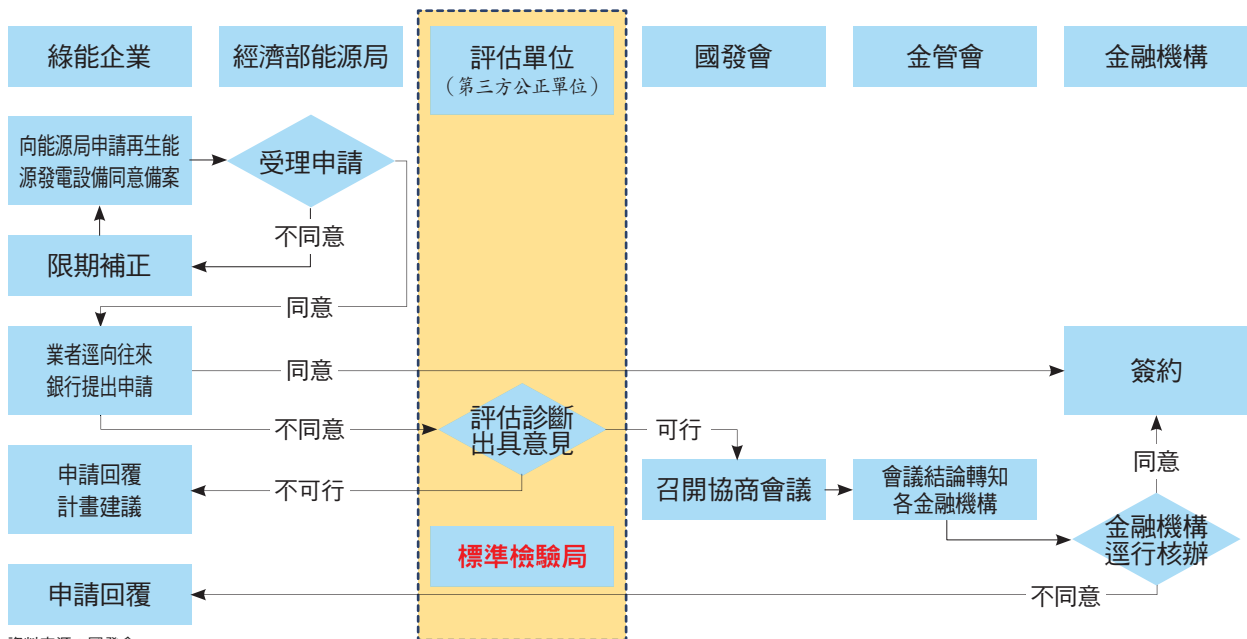 綠能企業
經濟部能源局
評估單位
(第三方公正單位)
國發會
金管會
金融機構
向能源局申請再生能
源發電設備同意備案
受理申請
不同意
限期補正
同意
業者逕向往來
銀行提出申請
同意
簽約
不同意
評估診斷
出具意見
可行
同意
申請回覆
計畫建議
不可行
召開協商會議
會議結論轉知
各金融機構
金融機構
逕行核辦
標準檢驗局
申請回覆
不同意